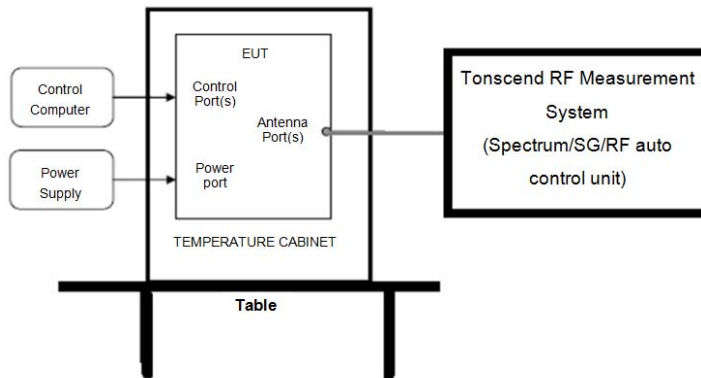 EUT
Control
Computer
Control
Port(s)
Antenna
Port(s)
Power
Supply
Power
port
TEMPERATURE CABINET
Table
Tonscend RF Measurement
System
(Spectrum/SG/RF auto
control unit)